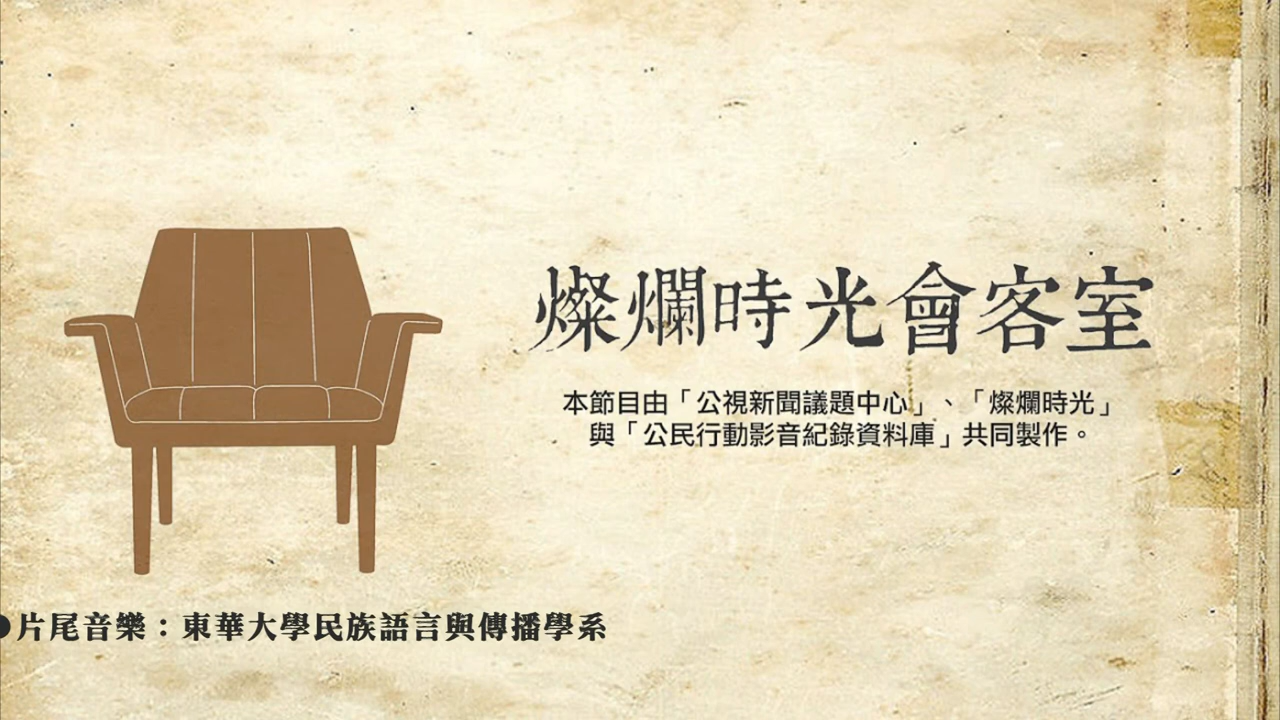 燦爛時光會客室
本節目由「公視新聞議題中心」、「燦爛時光」
與「公民行動影音紀錄資料庫」共同製作。
●片尾音樂：東華大學民族語言與傳播學系